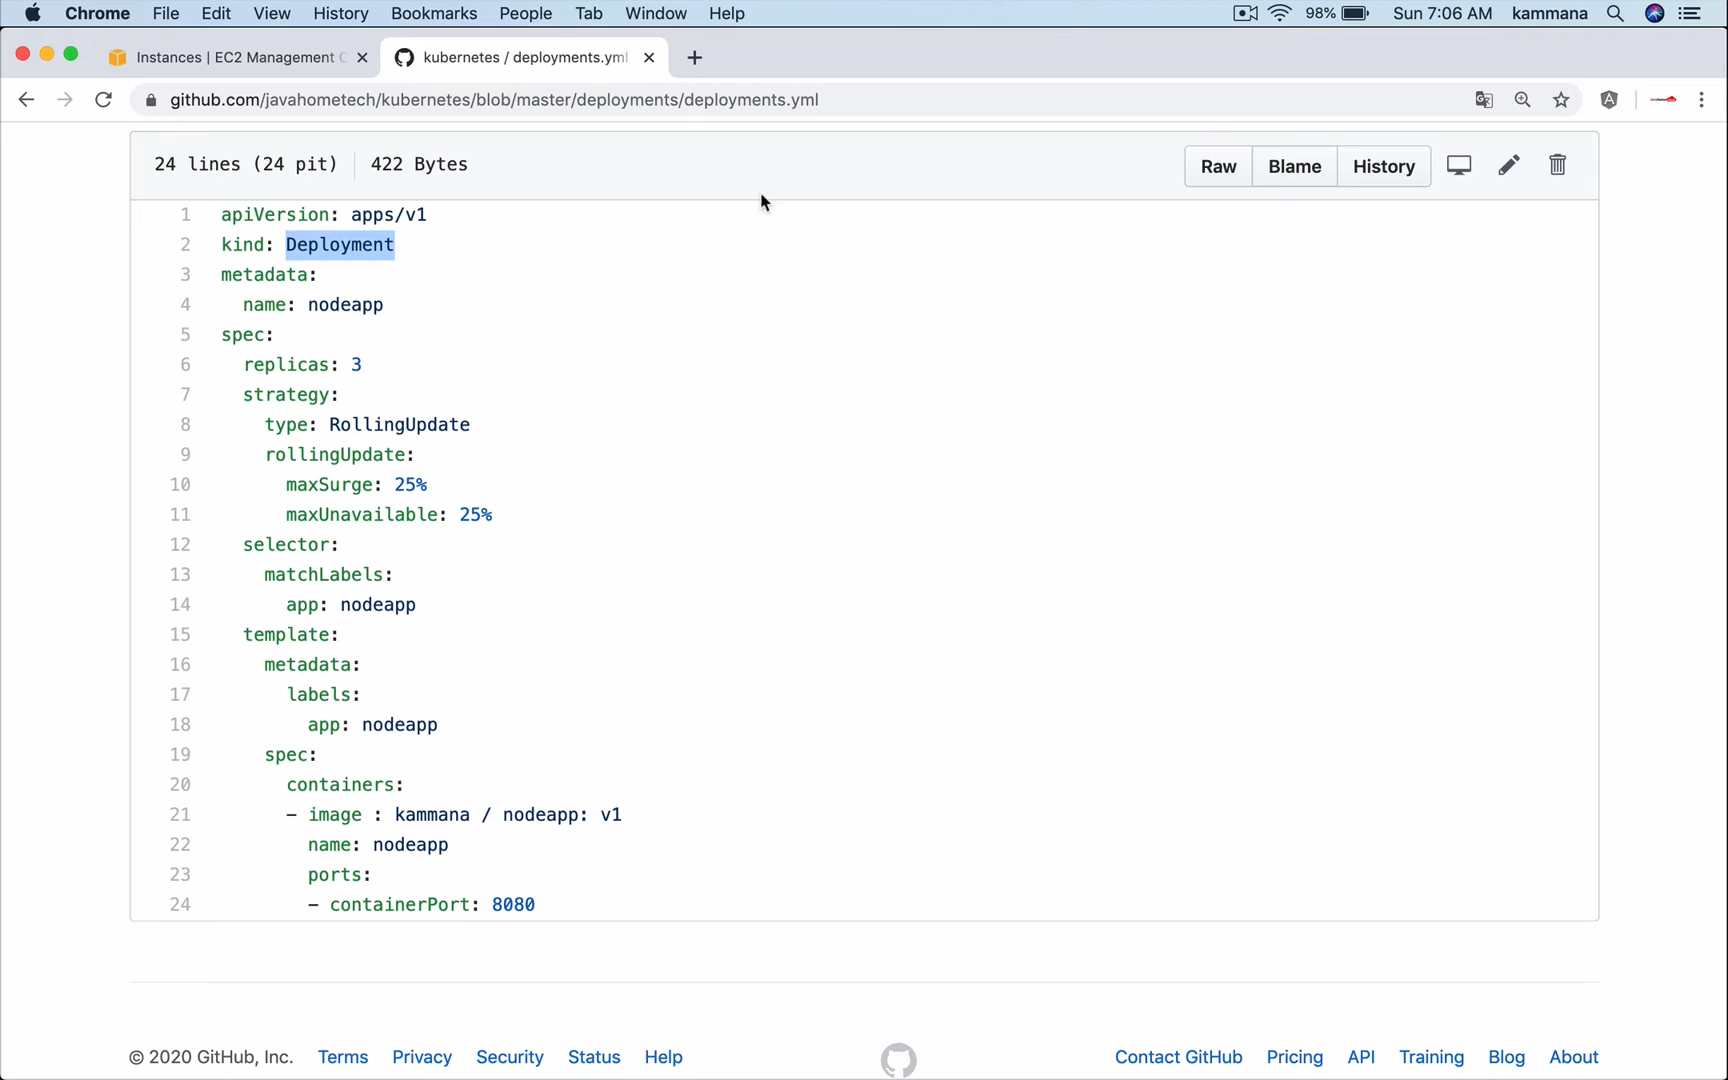 Chrome File Edit View History Bookmarks People Tab Window Help 98% Sun 7:06 AM kammana
Instances | EC2 Management C kubernetes / deployments.yml
github.com/javahometech/kubernetes/blob/master/deployments/deployments.yml
24 lines (24 pit) 422 Bytes Raw Blame History
1 apiVersion: apps/v1
2 kind: Deployment
3 metadata:
4 name: nodeapp
5 spec:
6 replicas: 3
7 strategy:
8 type: RollingUpdate
9 rollingUpdate:
10 maxSurge: 25%
11 maxUnavailable: 25%
12 selector:
13 matchLabels:
14 app: nodeapp
15 template:
16 metadata:
17 labels:
18 app: nodeapp
19 spec:
20 containers:
21 - image : kammana / nodeapp: v1
22 name: nodeapp
23 ports:
24 - containerPort: 8080
© 2020 GitHub, Inc. Terms Privacy Security Status Help Contact GitHub Pricing API Training Blog About